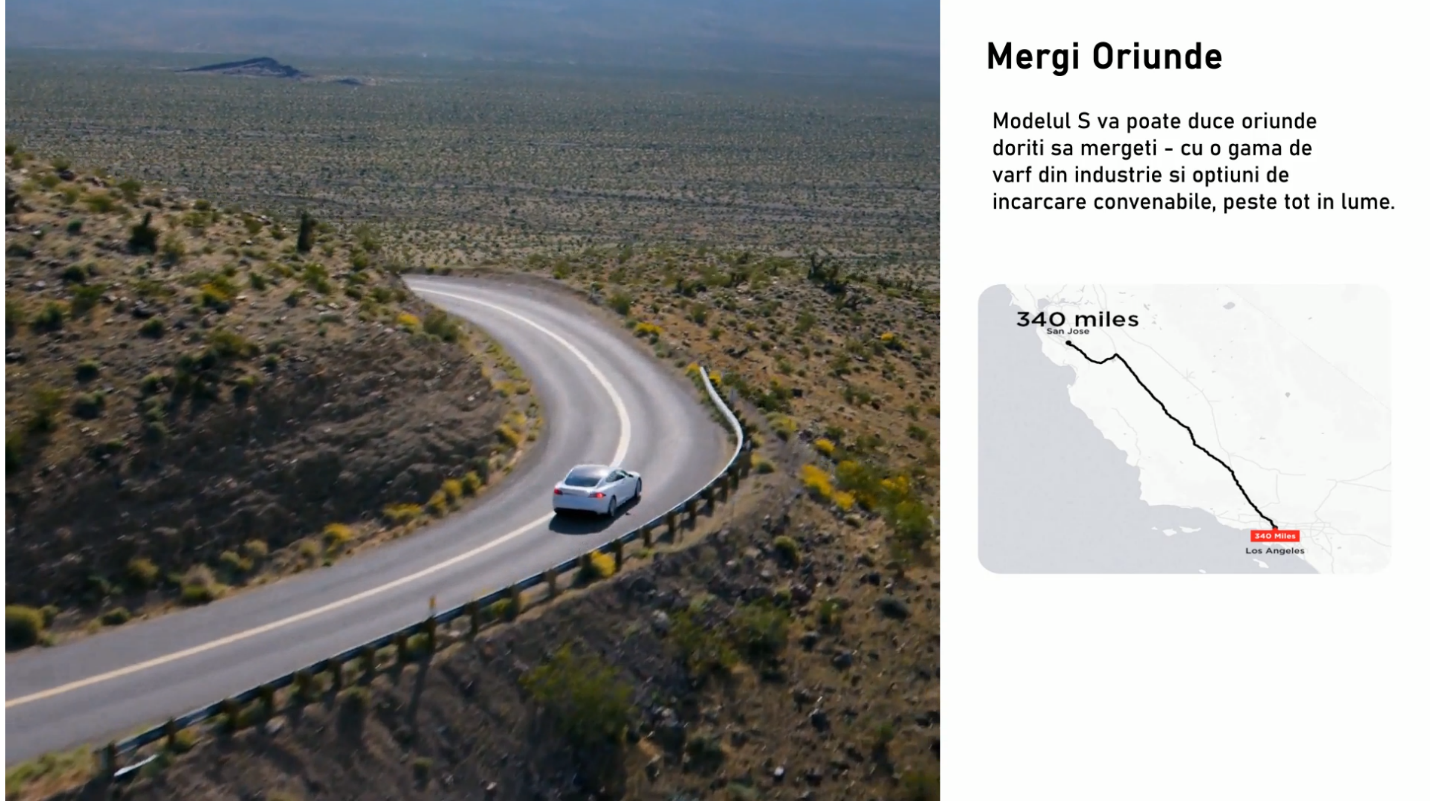 Mergi Oriunde
Modelul S va poate duce oriunde
doriti sa mergeti - cu o gama de
varf din industrie si optiuni de
incarcare convenabile, peste tot in lume.
340 miles
San Jose
340 Miles
Los Angeles